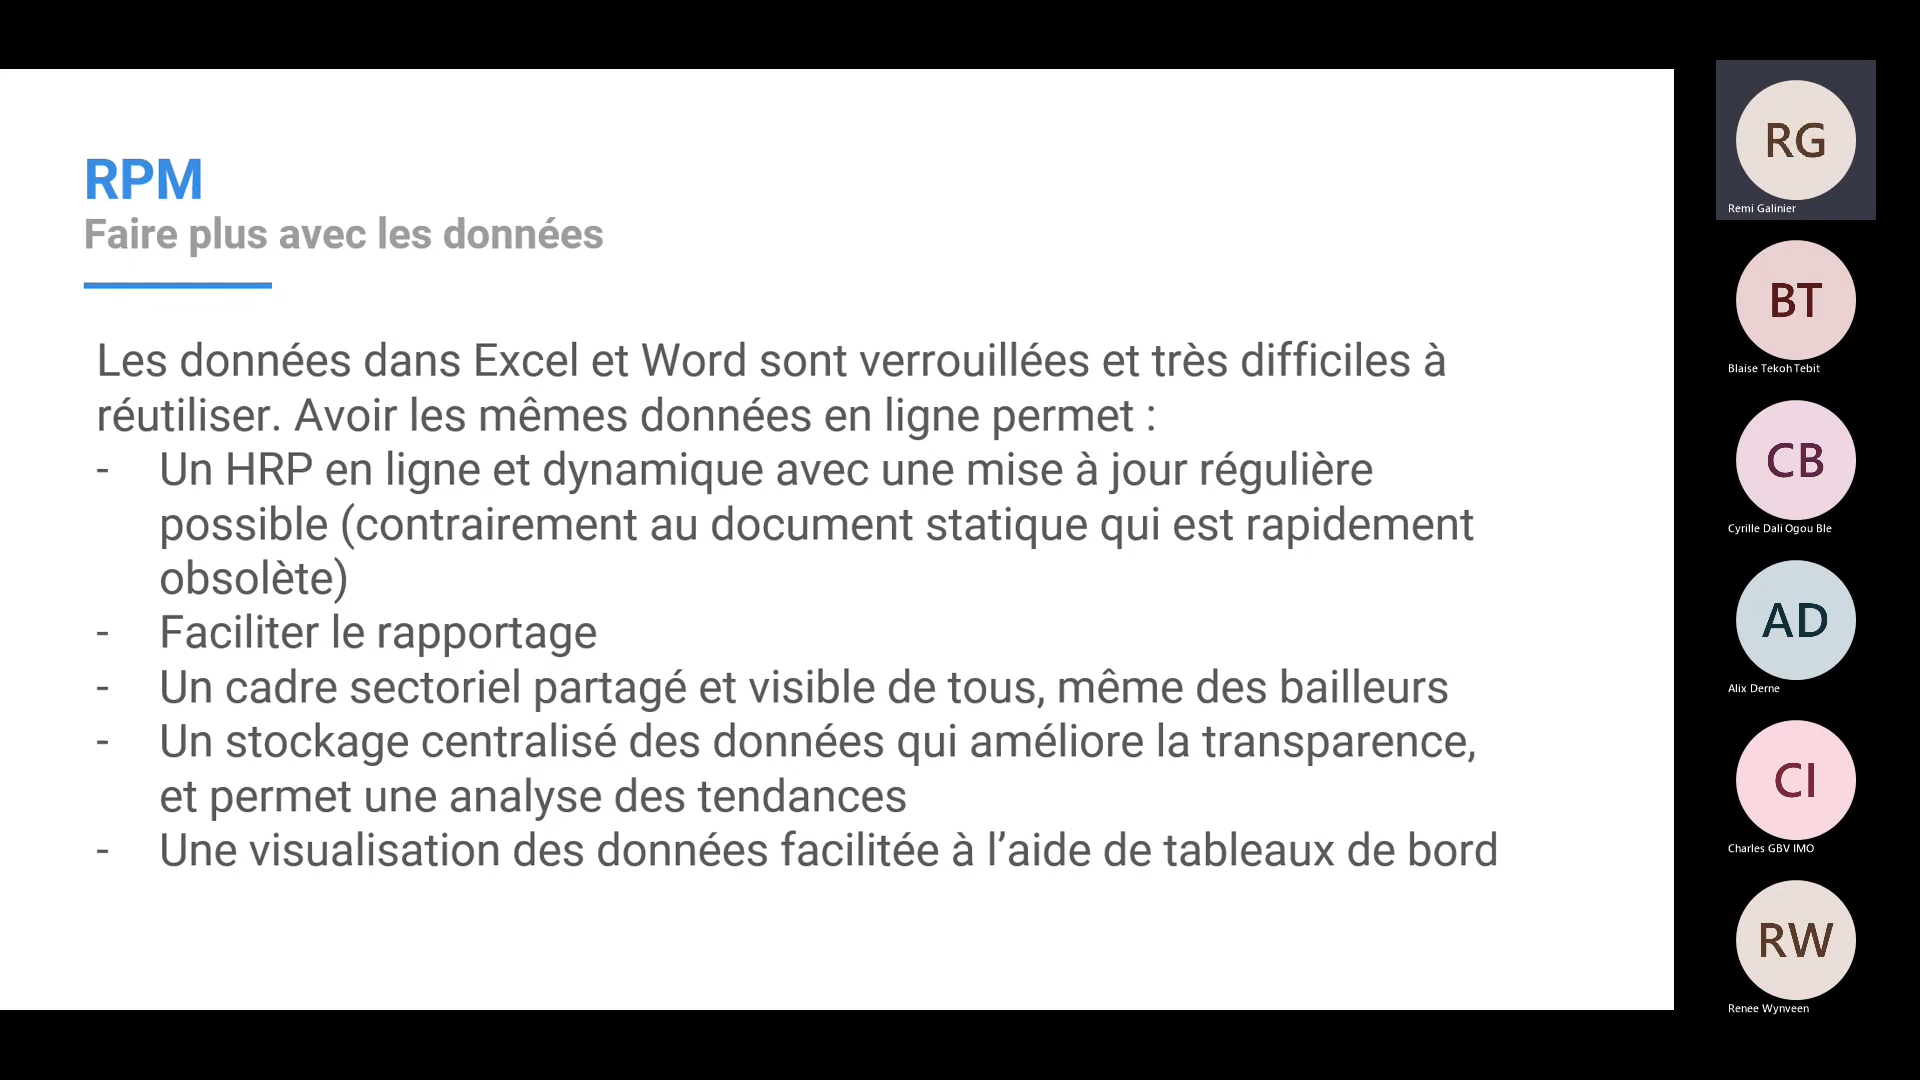 RPM
Faire plus avec les données
Les données dans Excel et Word sont verrouillées et très difficiles à
réutiliser. Avoir les mêmes données en ligne permet :
- Un HRP en ligne et dynamique avec une mise à jour régulière
possible (contrairement au document statique qui est rapidement
obsolète)
- Faciliter le rapportage
- Un cadre sectoriel partagé et visible de tous, même des bailleurs
- Un stockage centralisé des données qui améliore la transparence,
et permet une analyse des tendances
- Une visualisation des données facilitée à l’aide de tableaux de bord
RG
Remi Galinier
BT
Blaise Tekoh Tebit
CB
Cyrille Dali Ogou Ble
AD
Alix Derne
CI
Charles GBV IMO
RW
Renee Wynveen